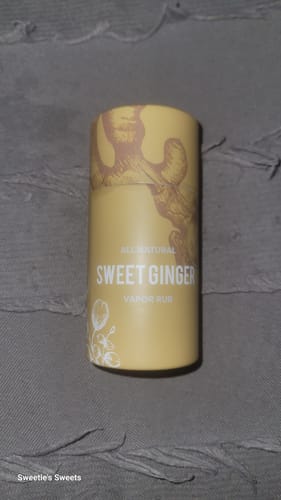 ALL NATURAL
SWEET GINGER
VAPOR RUB
Sweetie's Sweets